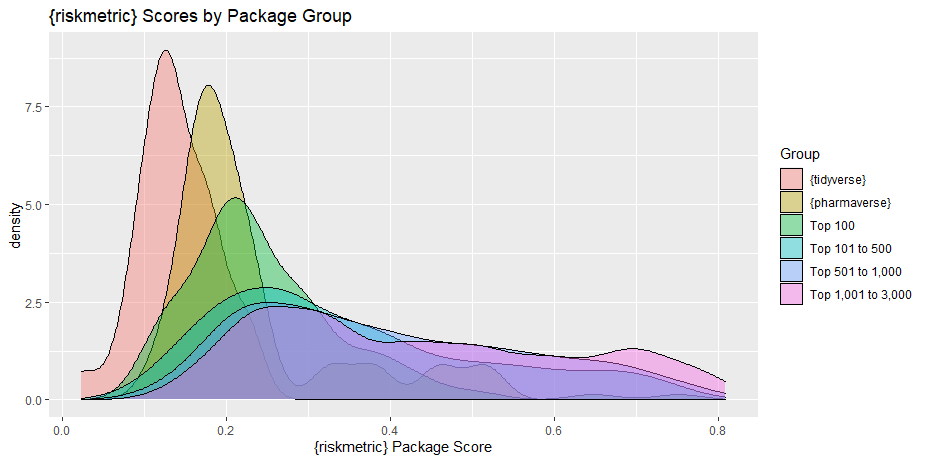 {riskmetric} Scores by Package Group
7.5
5.0
2.5
0.0
density
0.0 0.2 0.4 0.6 0.8
{riskmetric} Package Score
Group
{tidyverse}
{pharmaverse}
Top 100
Top 101 to 500
Top 501 to 1,000
Top 1,001 to 3,000